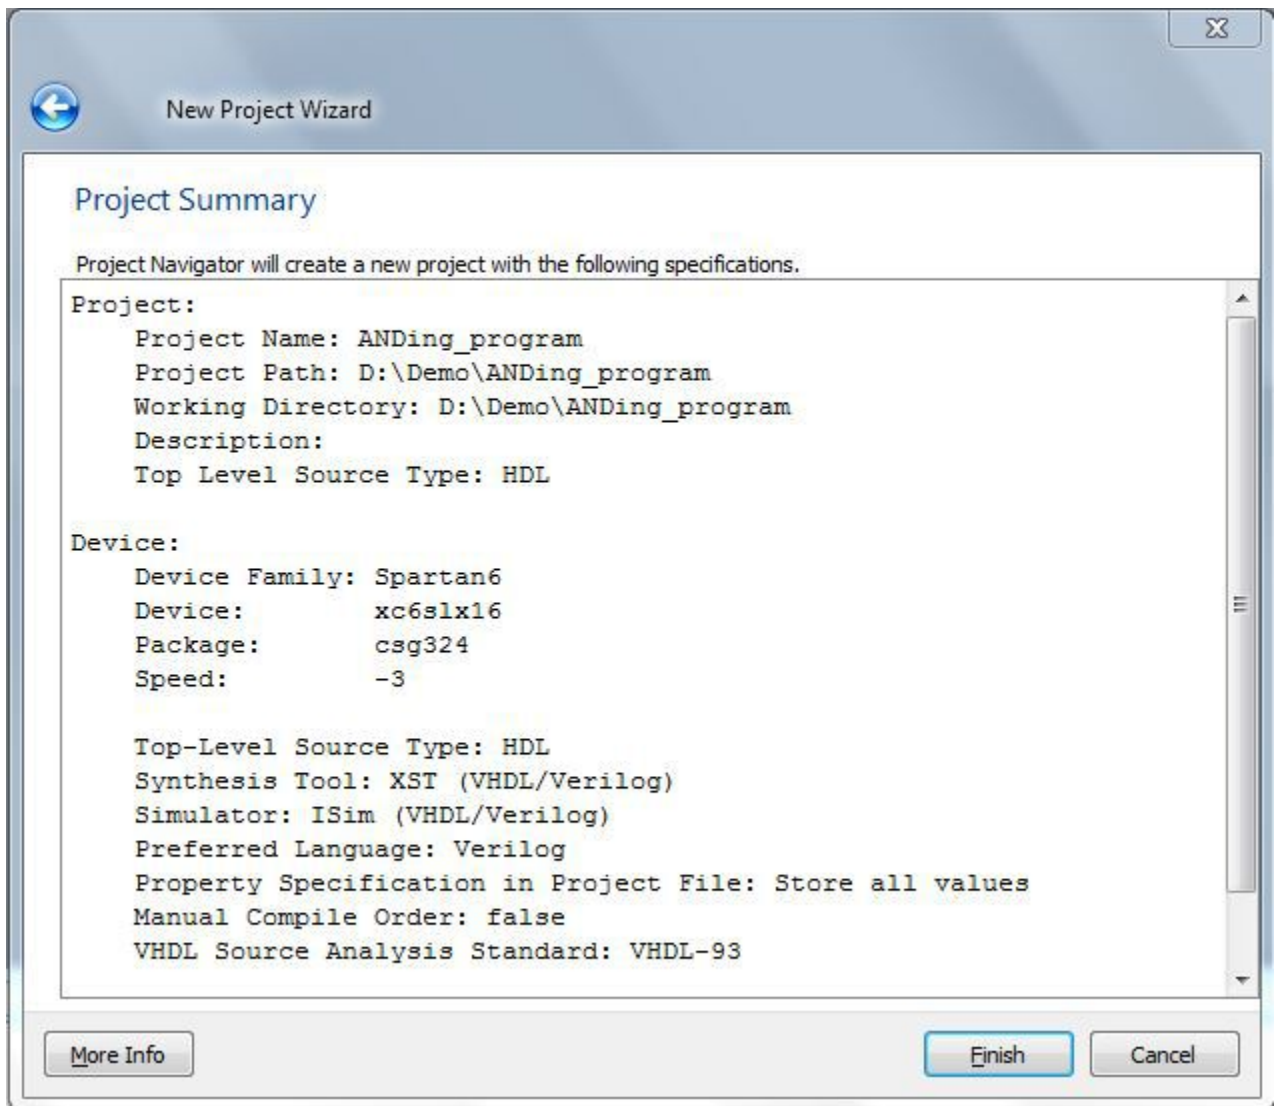 New Project Wizard
Project Summary
Project Navigator will create a new project with the following specifications.
Project:
Project Name: ANDing_program
Project Path: D:\Demo\ANDing_program
Working Directory: D:\Demo\ANDing_program
Description:
Top Level Source Type: HDL
Device:
Device Family: Spartan6
Device: xc6slx16
Package: csg324
Speed: -3
Top-Level Source Type: HDL
Synthesis Tool: XST (VHDL/Verilog)
Simulator: ISim (VHDL/Verilog)
Preferred Language: Verilog
Property Specification in Project File: Store all values
Manual Compile Order: false
VHDL Source Analysis Standard: VHDL-93
More Info Finish Cancel